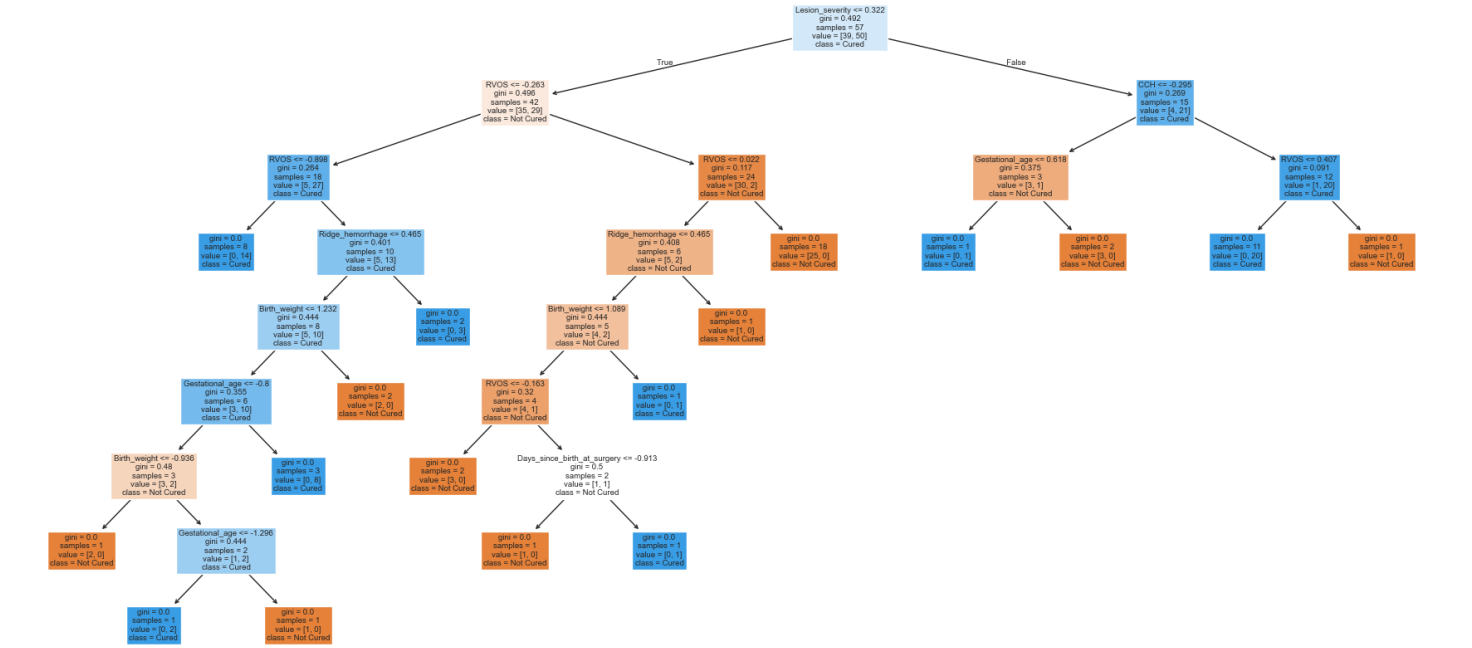 Lesion_severity <= 0.322
gini = 0.492
samples = 57
value = [39, 50]
class = Cured
True
False
RVOS <= -0.263
gini = 0.496
samples = 42
value = [35, 29]
class = Not Cured
CCH <= -0.295
gini = 0.269
samples = 15
value = [4, 21]
class = Cured
RVOS <= -0.898
gini = 0.264
samples = 18
value = [5, 27]
class = Cured
RVOS <= 0.022
gini = 0.117
samples = 24
value = [30, 2]
class = Not Cured
Gestational_age <= 0.618
gini = 0.375
samples = 3
value = [3, 1]
class = Not Cured
RVOS <= 0.407
gini = 0.091
samples = 12
value = [1, 20]
class = Cured
gini = 0.0
samples = 8
value = [0, 14]
class = Cured
Ridge_hemorrhage <= 0.465
gini = 0.401
samples = 10
value = [5, 13]
class = Cured
Ridge_hemorrhage <= 0.465
gini = 0.408
samples = 6
value = [5, 2]
class = Not Cured
gini = 0.0
samples = 18
value = [25, 0]
class = Not Cured
gini = 0.0
samples = 1
value = [0, 1]
class = Cured
gini = 0.0
samples = 2
value = [3, 0]
class = Not Cured
gini = 0.0
samples = 11
value = [0, 20]
class = Cured
gini = 0.0
samples = 1
value = [1, 0]
class = Not Cured
Birth_weight <= 1.232
gini = 0.444
samples = 8
value = [5, 10]
class = Cured
gini = 0.0
samples = 2
value = [0, 3]
class = Cured
Birth_weight <= 1.089
gini = 0.444
samples = 5
value = [4, 2]
class = Not Cured
gini = 0.0
samples = 1
value = [1, 0]
class = Not Cured
Gestational_age <= -0.8
gini = 0.355
samples = 6
value = [3, 10]
class = Cured
gini = 0.0
samples = 2
value = [2, 0]
class = Not Cured
RVOS <= -0.163
gini = 0.32
samples = 4
value = [4, 1]
class = Not Cured
gini = 0.0
samples = 1
value = [0, 1]
class = Cured
Birth_weight <= -0.936
gini = 0.48
samples = 3
value = [3, 2]
class = Not Cured
gini = 0.0
samples = 3
value = [0, 8]
class = Cured
gini = 0.0
samples = 2
value = [3, 0]
class = Not Cured
Days_since_birth_at_surgery <= -0.913
gini = 0.5
samples = 2
value = [1, 1]
class = Not Cured
gini = 0.0
samples = 1
value = [2, 0]
class = Not Cured
Gestational_age <= -1.296
gini = 0.444
samples = 2
value = [1, 2]
class = Cured
gini = 0.0
samples = 1
value = [1, 0]
class = Not Cured
gini = 0.0
samples = 1
value = [0, 1]
class = Cured
gini = 0.0
samples = 1
value = [0, 2]
class = Cured
gini = 0.0
samples = 1
value = [1, 0]
class = Not Cured